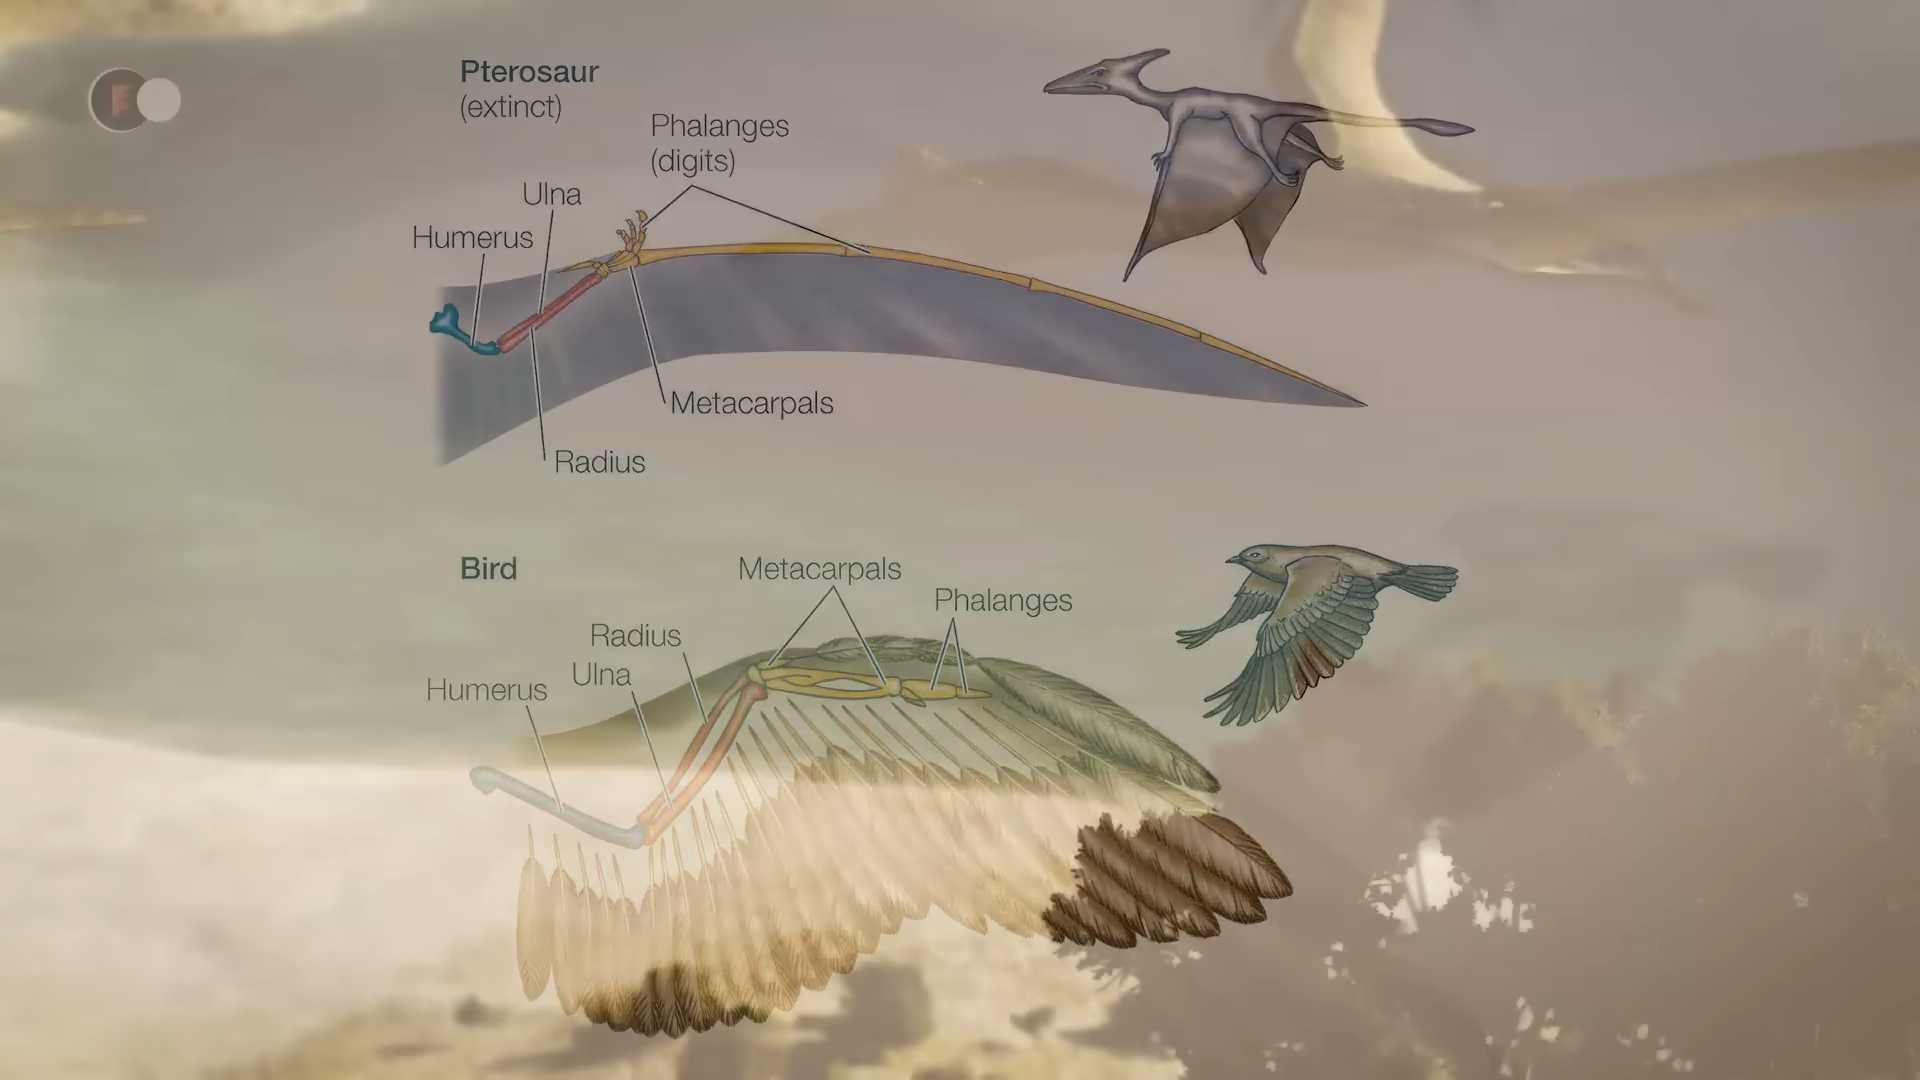 Pterosaur
(extinct)
Phalanges
(digits)
Ulna
Humerus
Metacarpals
Radius
Bird
Metacarpals
Phalanges
Radius
Ulna
Humerus